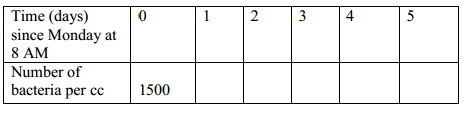 Time (days) 0 1 2 3 4 5
since Monday at
8 AM
Number of
bacteria per cc 1500